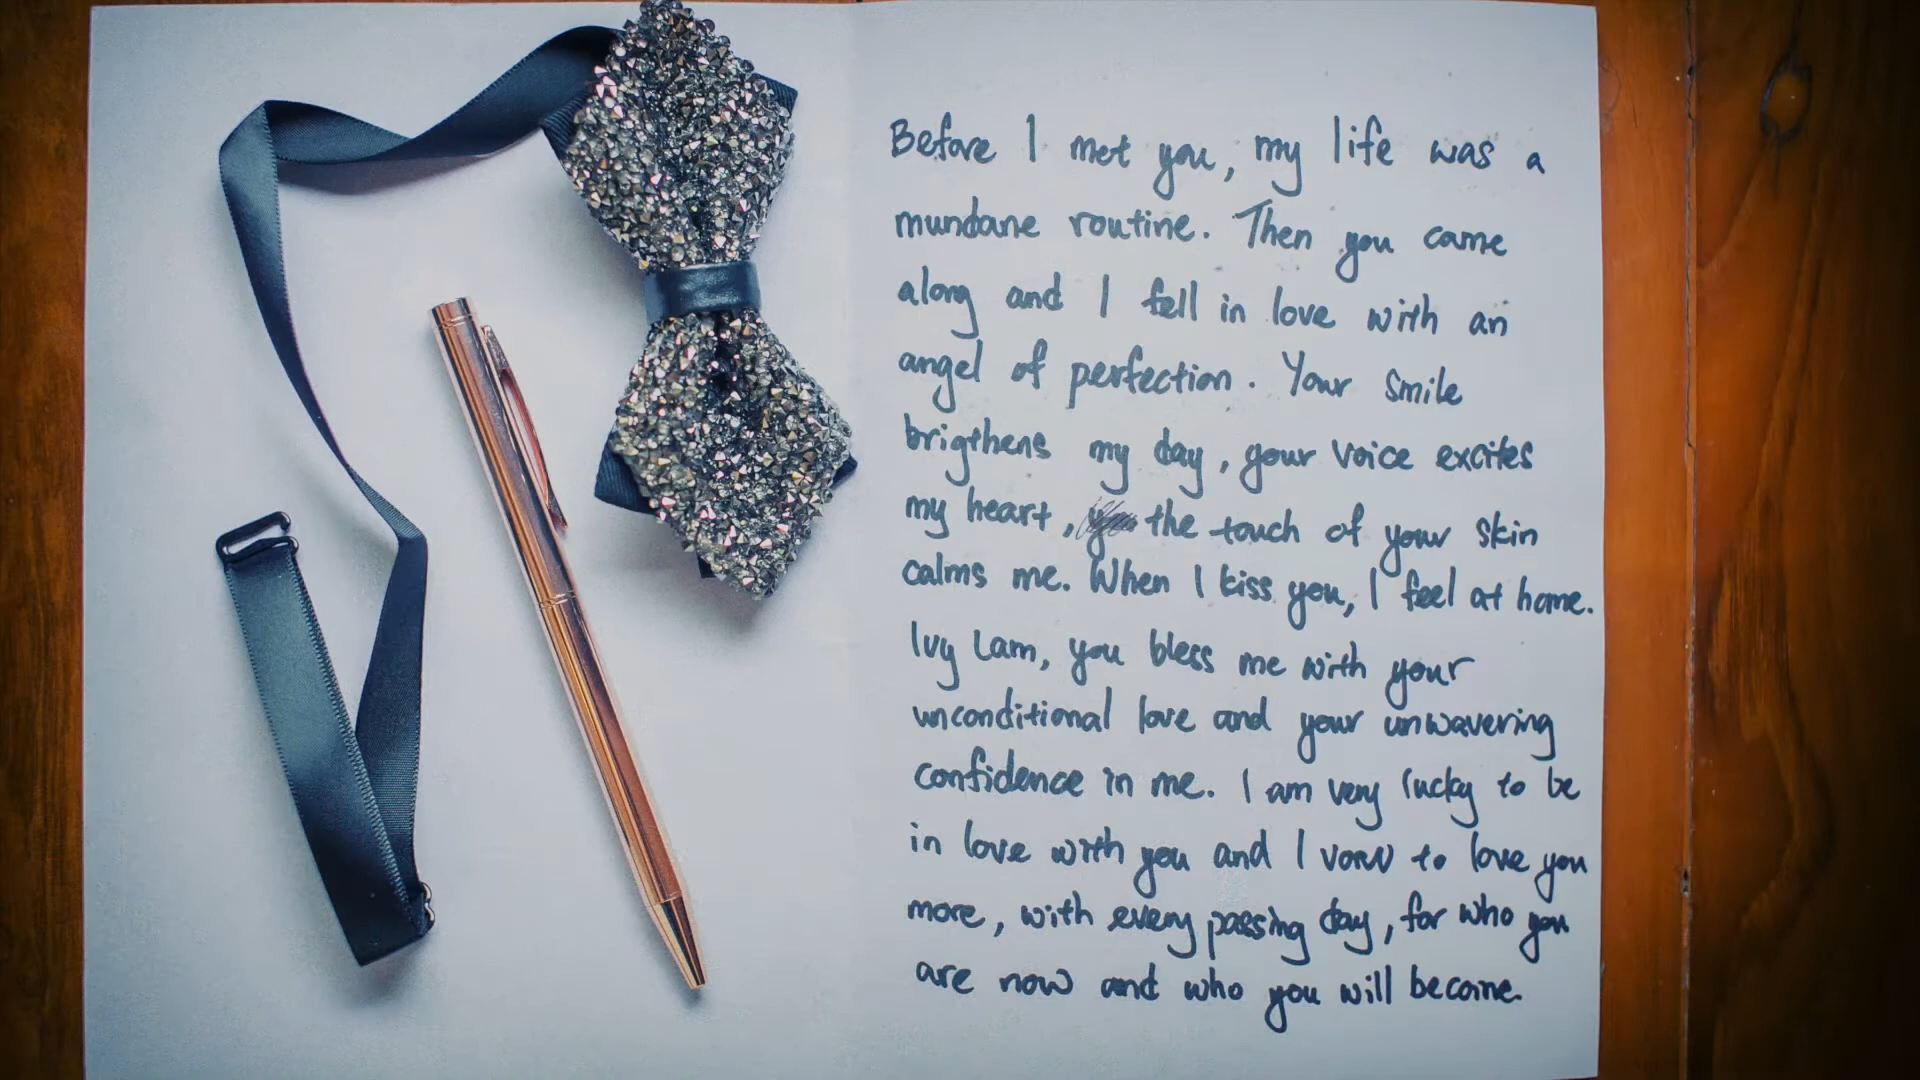 Before I met you, my life was a
mundane routine. Then you came
along and I fell in love with an
angel of perfection. Your smile
brigthens my day, your voice excites
my heart, the touch of your skin
calms me. When I kiss you, I feel at home.
Ivy Lam, you bless me with your
unconditional love and your unwavering
confidence in me. I am very lucky to be
in love with you and I vow to love you
more, with every passing day, for who you
are now and who you will become.